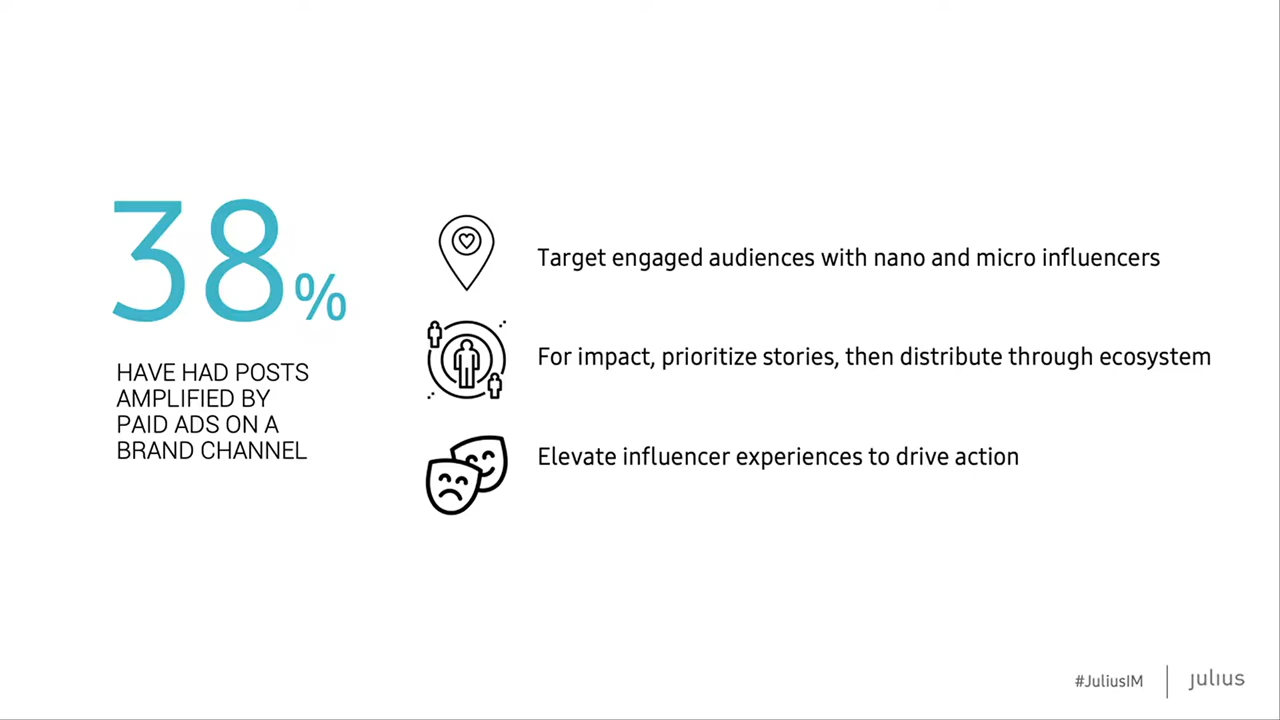 38%
HAVE HAD POSTS
AMPLIFIED BY
PAID ADS ON A
BRAND CHANNEL
Target engaged audiences with nano and micro influencers
For impact, prioritize stories, then distribute through ecosystem
Elevate influencer experiences to drive action
#JuliusIM
julius